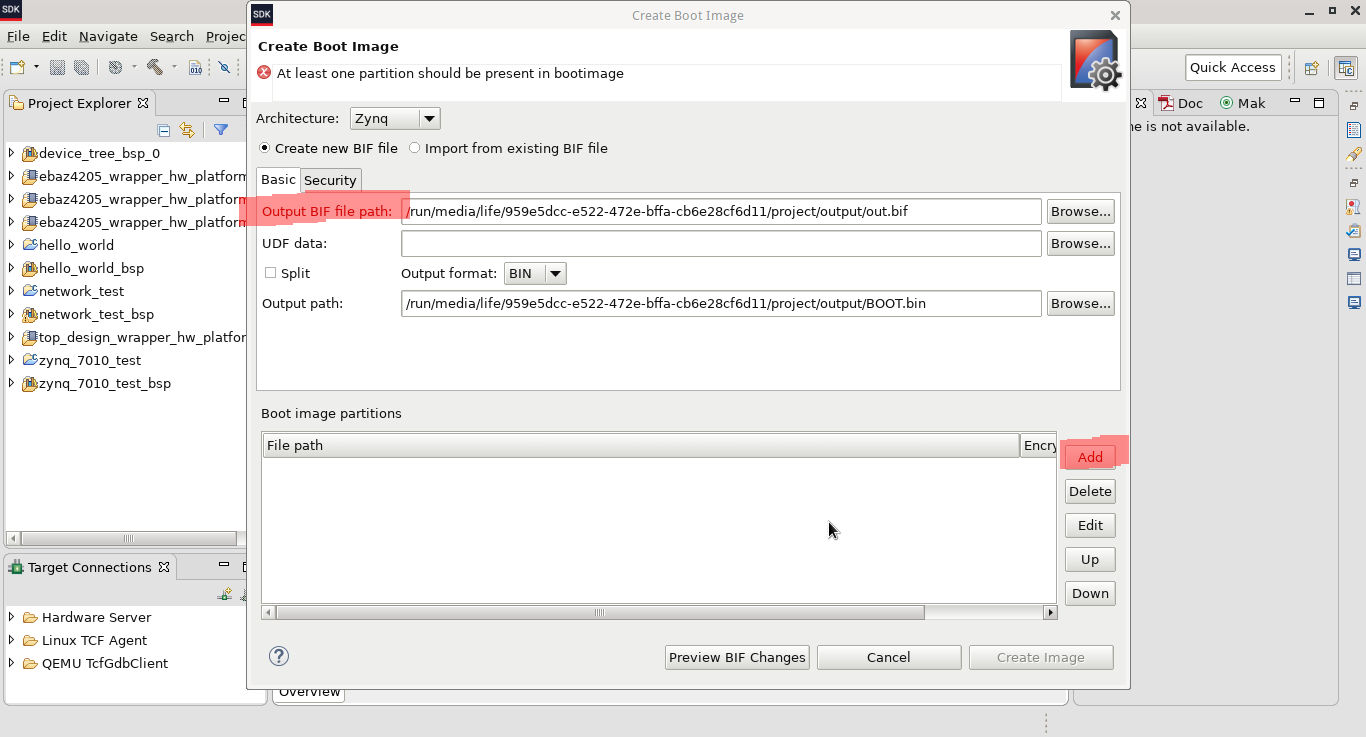 SDK
File Edit Navigate Search Projec
Quick Access
Project Explorer
device_tree_bsp_0
ebaz4205_wrapper_hw_platform
ebaz4205_wrapper_hw_platform
ebaz4205_wrapper_hw_platform
hello_world
hello_world_bsp
network_test
network_test_bsp
top_design_wrapper_hw_platfor
zynq_7010_test
zynq_7010_test_bsp
Target Connections
Hardware Server
Linux TCF Agent
QEMU TcfGdbClient
SDK
Create Boot Image
Create Boot Image
At least one partition should be present in bootimage
Architecture: Zynq
Create new BIF file Import from existing BIF file
Basic Security
Output BIF file path: /run/media/life/959e5dcc-e522-472e-bffa-cb6e28cf6d11/project/output/out.bif Browse...
UDF data: Browse...
Split Output format: BIN
Output path: /run/media/life/959e5dcc-e522-472e-bffa-cb6e28cf6d11/project/output/BOOT.bin Browse...
Boot image partitions
File path Encry
Add
Delete
Edit
Up
Down
? Preview BIF Changes Cancel Create Image
Overview
Doc Mak
ne is not available.